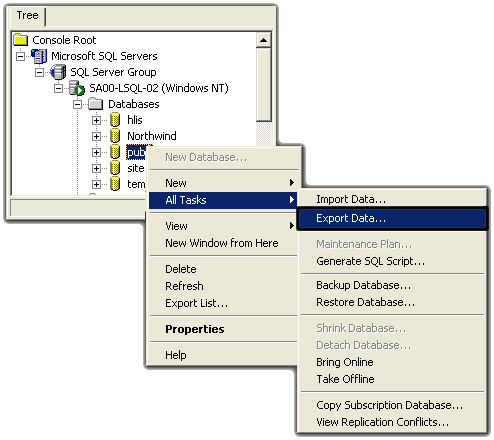 Tree
Console Root
Microsoft SQL Servers
SQL Server Group
SA00-LSQL-02 (Windows NT)
Databases
hlis
Northwind
pub
site
tem
New Database...
New
All Tasks
View
New Window from Here
Delete
Refresh
Export List...
Properties
Help
Import Data...
Export Data...
Maintenance Plan...
Generate SQL Script...
Backup Database...
Restore Database...
Shrink Database...
Detach Database...
Bring Online
Take Offline
Copy Subscription Database...
View Replication Conflicts...